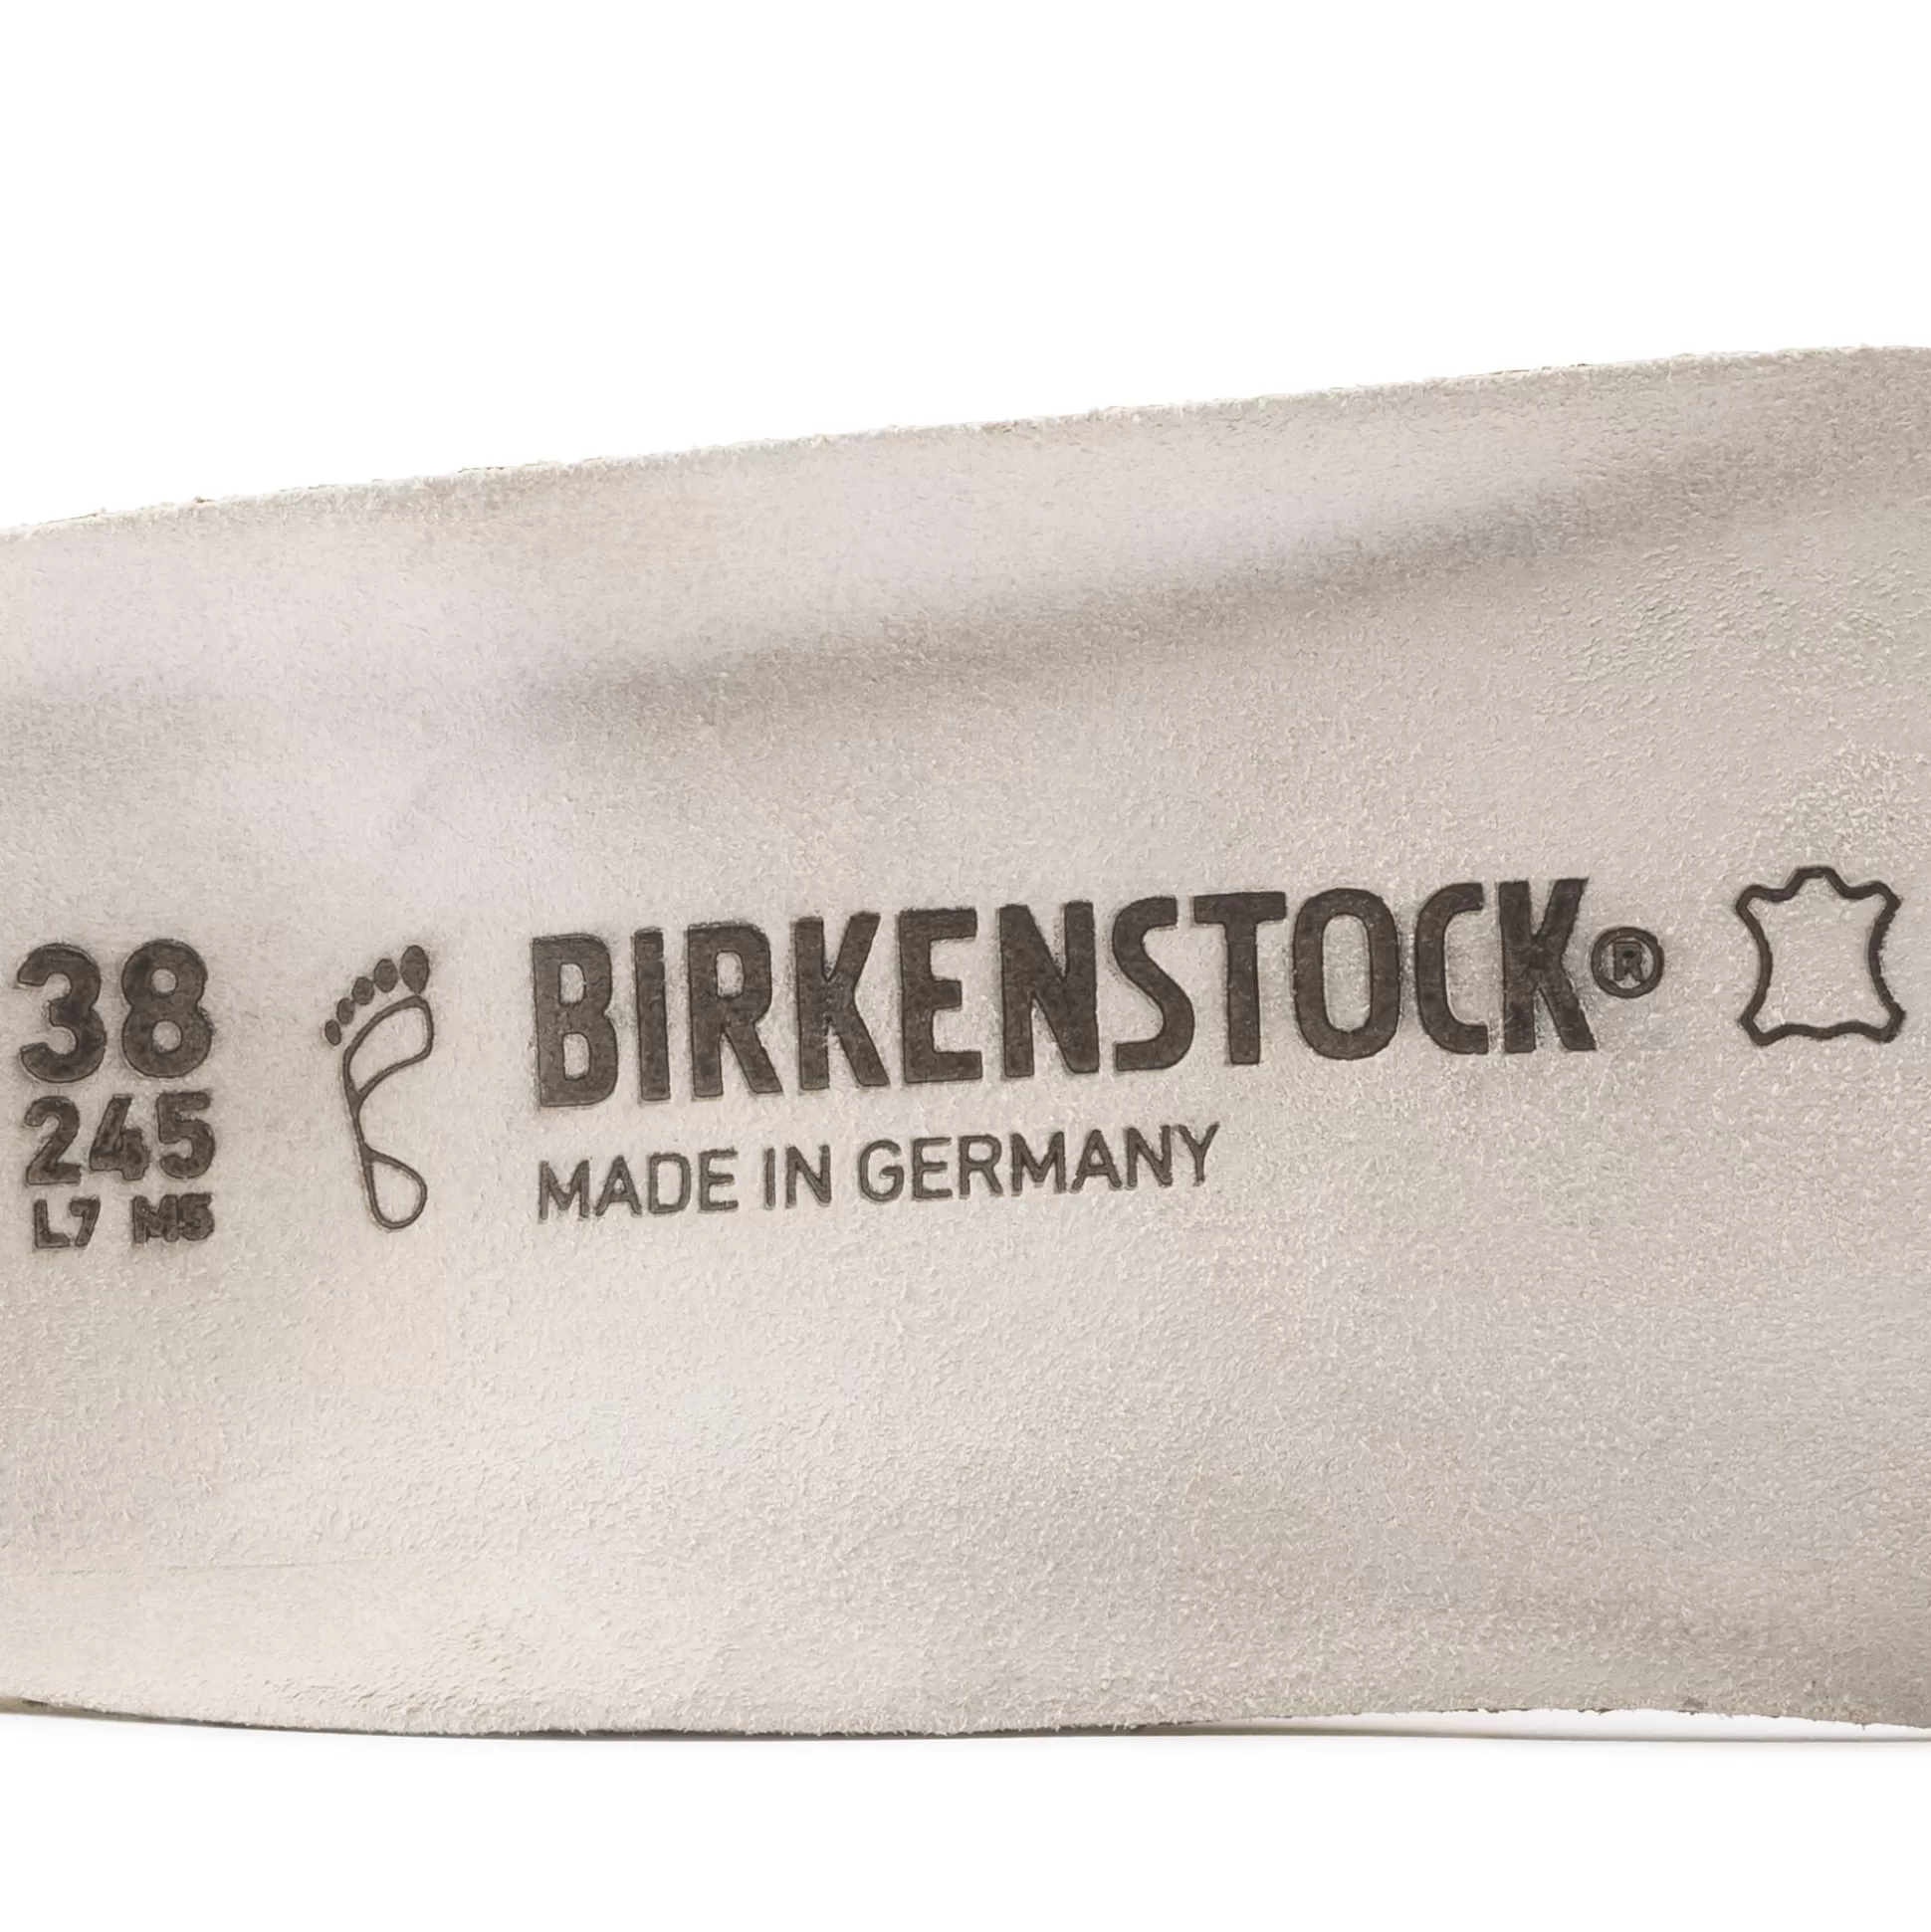 38
245
L7 M5
BIRKENSTOCK®
MADE IN GERMANY